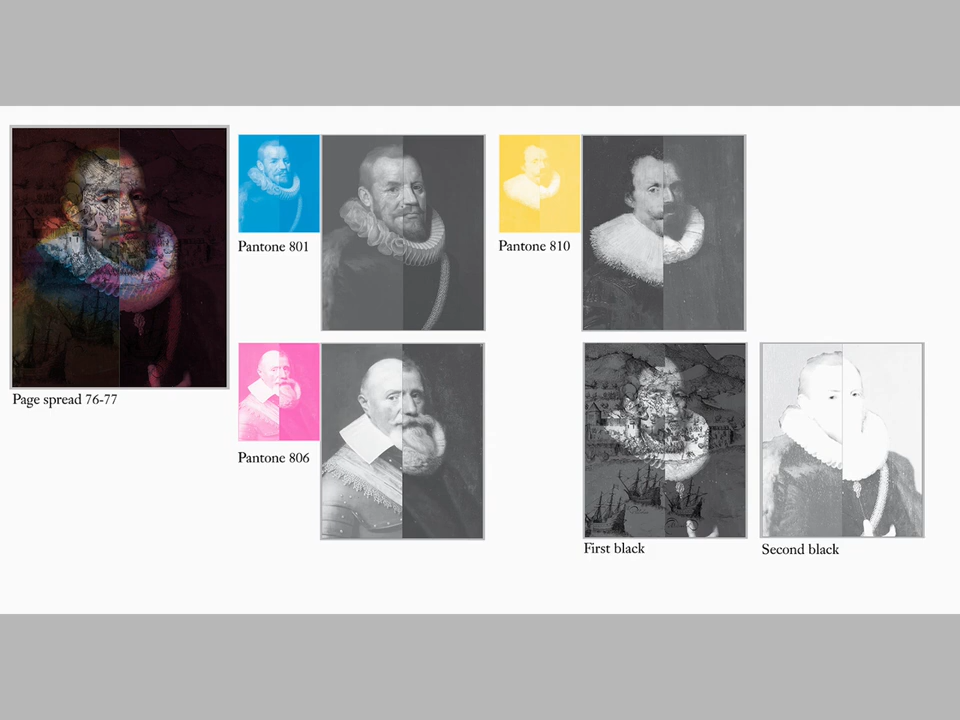 Page spread 76-77
Pantone 801
Pantone 810
Pantone 806
First black
Second black